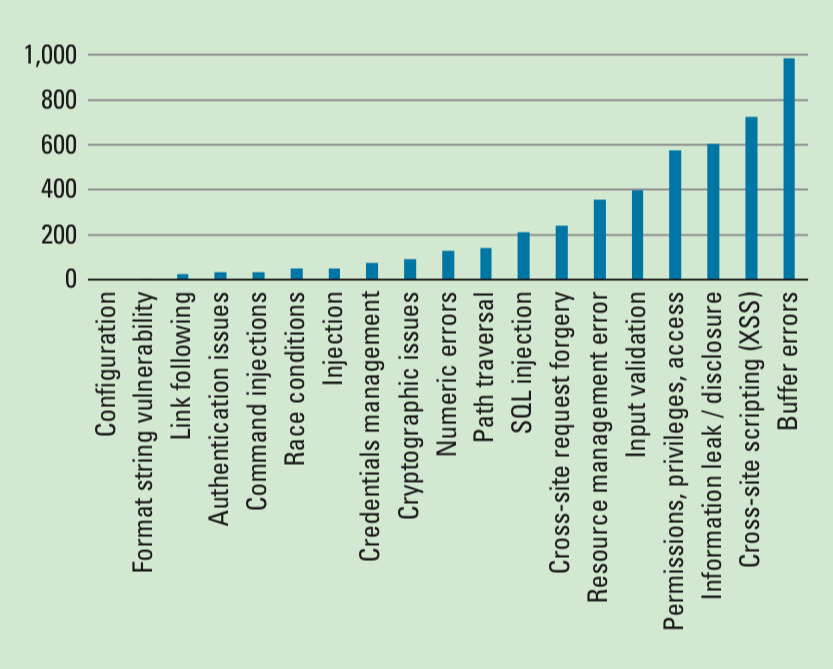 1,000
800
600
400
200
0
Configuration
Format string vulnerability
Link following
Authentication issues
Command injections
Race conditions
Injection
Credentials management
Cryptographic issues
Numeric errors
Path traversal
SQL injection
Cross-site request forgery
Resource management error
Input validation
Permissions, privileges, access
Information leak / disclosure
Cross-site scripting (XSS)
Buffer errors